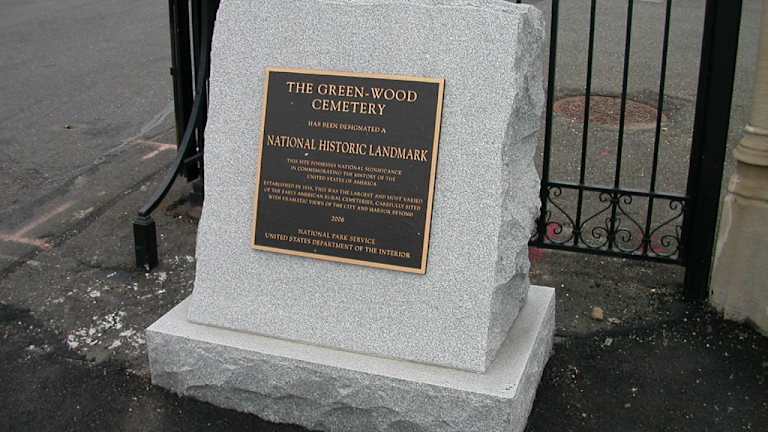 THE GREEN-WOOD
CEMETERY
HAS BEEN DESIGNATED A
NATIONAL HISTORIC LANDMARK
THIS SITE POSSESSES NATIONAL SIGNIFICANCE
IN COMMEMORATING THE HISTORY OF THE
UNITED STATES OF AMERICA
ESTABLISHED IN 1838, THIS WAS THE LARGEST AND MOST VARIED
OF THE EARLY AMERICAN RURAL CEMETERIES, CAREFULLY SITED
WITH DRAMATIC VIEWS OF THE CITY AND HARBOR BEYOND
2006
NATIONAL PARK SERVICE
UNITED STATES DEPARTMENT OF THE INTERIOR